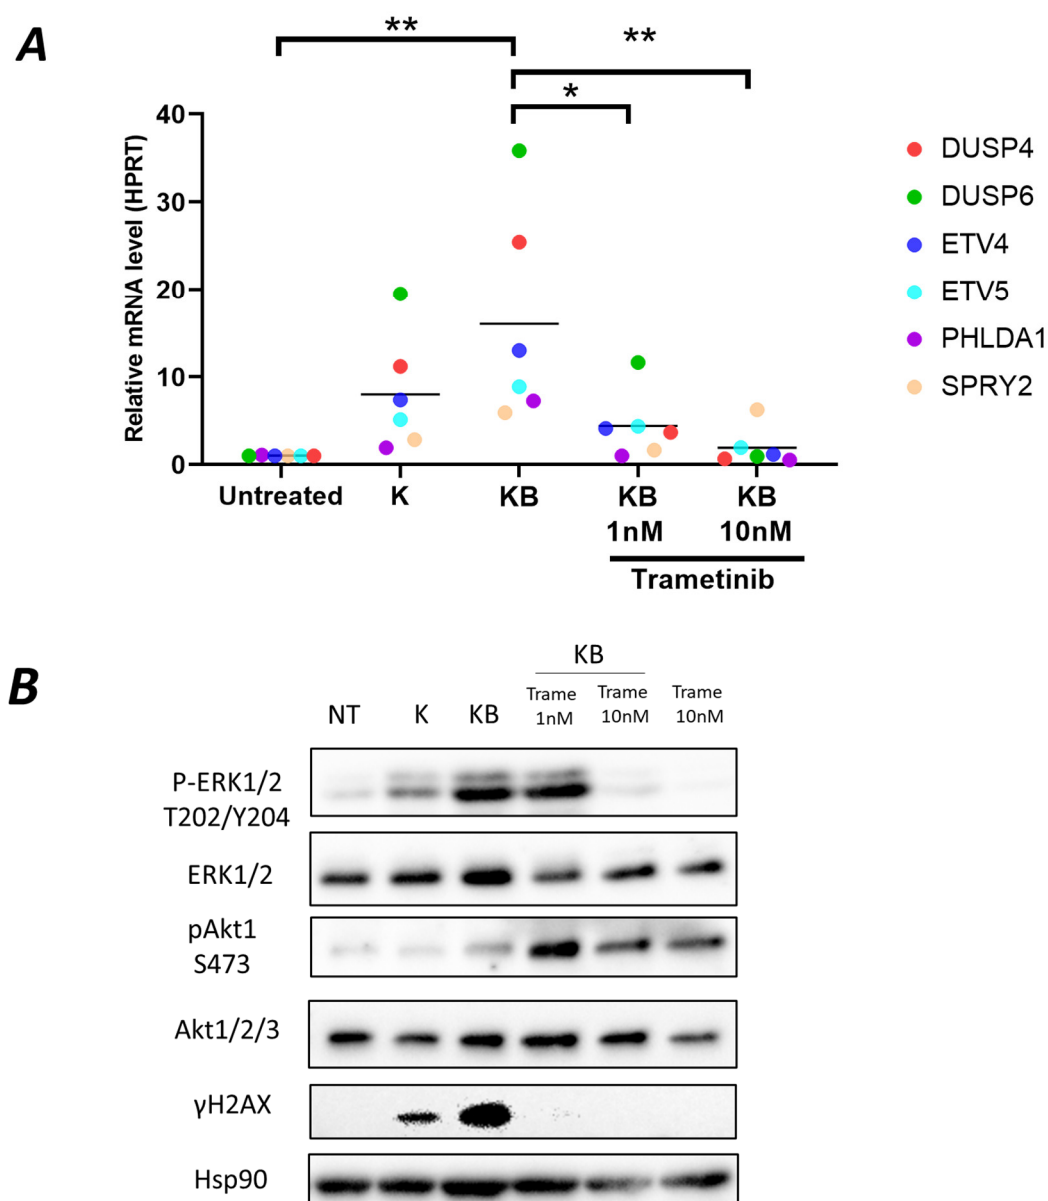 A
**
**
*
Relative mRNA level (HPRT)
40
30
20
10
0
Untreated
K
KB
KB
1nM
KB
10nM
Trametinib
DUSP4
DUSP6
ETV4
ETV5
PHLDA1
SPRY2
B
KB
NT
K
KB
Trame
1nM
Trame
10nM
Trame
10nM
P-ERK1/2
T202/Y204
ERK1/2
pAkt1
S473
Akt1/2/3
γH2AX
Hsp90